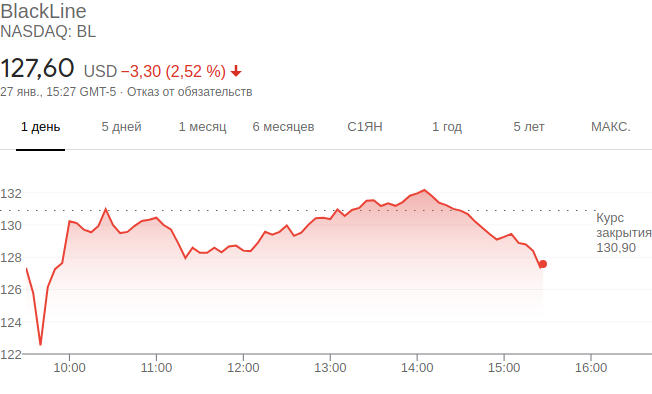 BlackLine
NASDAQ: BL
127,60 USD −3,30 (2,52 %)
27 янв., 15:27 GMT-5 · Отказ от обязательств
1 день 5 дней 1 месяц 6 месяцев С1ЯН 1 год 5 лет МАКС.
132
130
128
126
124
122
Курс
закрытия
130,90
10:00 11:00 12:00 13:00 14:00 15:00 16:00